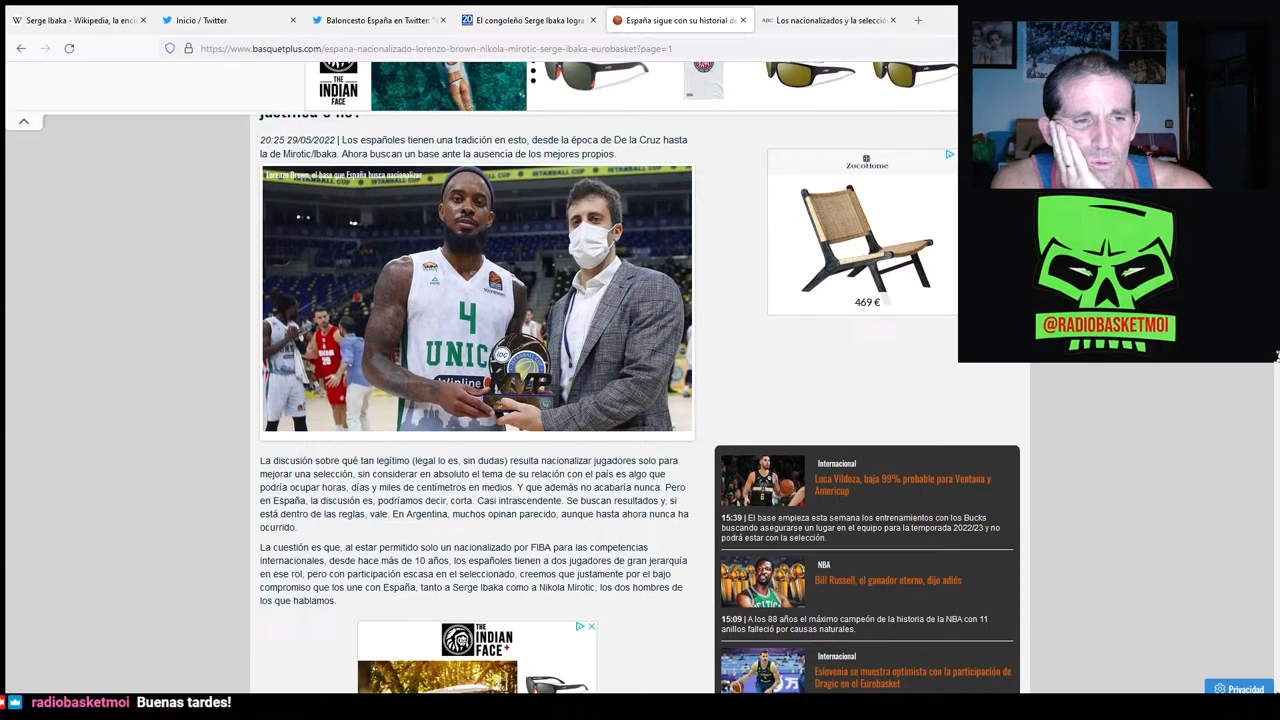 Serge Ibaka - Wikipedia, la enci
Inicio / Twitter
Baloncesto España en Twitter: "
El congoleño Serge Ibaka logra
España sigue con su historial de
ABC
Los nacionalizados y la selecció
https://www.basquetplus.com/espana-nacionalizado-lorenzo-brown-nikola-mirotic-serge-ibaka-eurobasket?page=1
THE
INDIAN
FACE
20:25 29/05/2022 | Los españoles tienen una tradición en esto, desde la época de De la Cruz hasta
la de Mirotic/Ibaka. Ahora buscan un base ante la ausencia de los mejores propios.
Lorenzo Brown, el base que España busca nacionalizar
4
UNIC
Winline
MVP
ZocoHome
469 €
@RADIOBASKETMOI
La discusión sobre qué tan legítimo (legal lo es, sin dudas) resulta nacionalizar jugadores solo para
mejorar una selección, sin considerar en absoluto el tema de su relación con el país es algo que
podría ocupar horas, días y miles de centímetros en medios. Y que además no acabaría nunca. Pero
en España, la discusión es, podríamos decir, corta. Casi intrascendente. Se buscan resultados y, si
está dentro de las reglas, vale. En Argentina, muchos opinan parecido, aunque hasta ahora nunca ha
ocurrido.
La cuestión es que, al estar permitido solo un nacionalizado por FIBA para las competencias
internacionales, desde hace más de 10 años, los españoles tienen a dos jugadores de gran jerarquía
en ese rol, pero con participación escasa en el seleccionado, creemos que justamente por el bajo
compromiso que los une con España, tanto a Serge Ibaka como a Nikola Mirotic, los dos hombres de
los que hablamos.
THE
INDIAN
FACE
Internacional
Luca Vildoza, baja 99% probable para Ventana y
Americup
15:39 | El base empieza esta semana los entrenamientos con los Bucks
buscando asegurarse un lugar en el equipo para la temporada 2022/23 y no
podrá estar con la selección.
NBA
Bill Russell, el ganador eterno, dijo adiós
15:09 | A los 88 años el máximo campeón de la historia de la NBA con 11
anillos falleció por causas naturales.
Internacional
Eslovenia se muestra optimista con la participación de
Dragic en el Eurobasket
Privacidad
radiobasketmoi Buenas tardes!